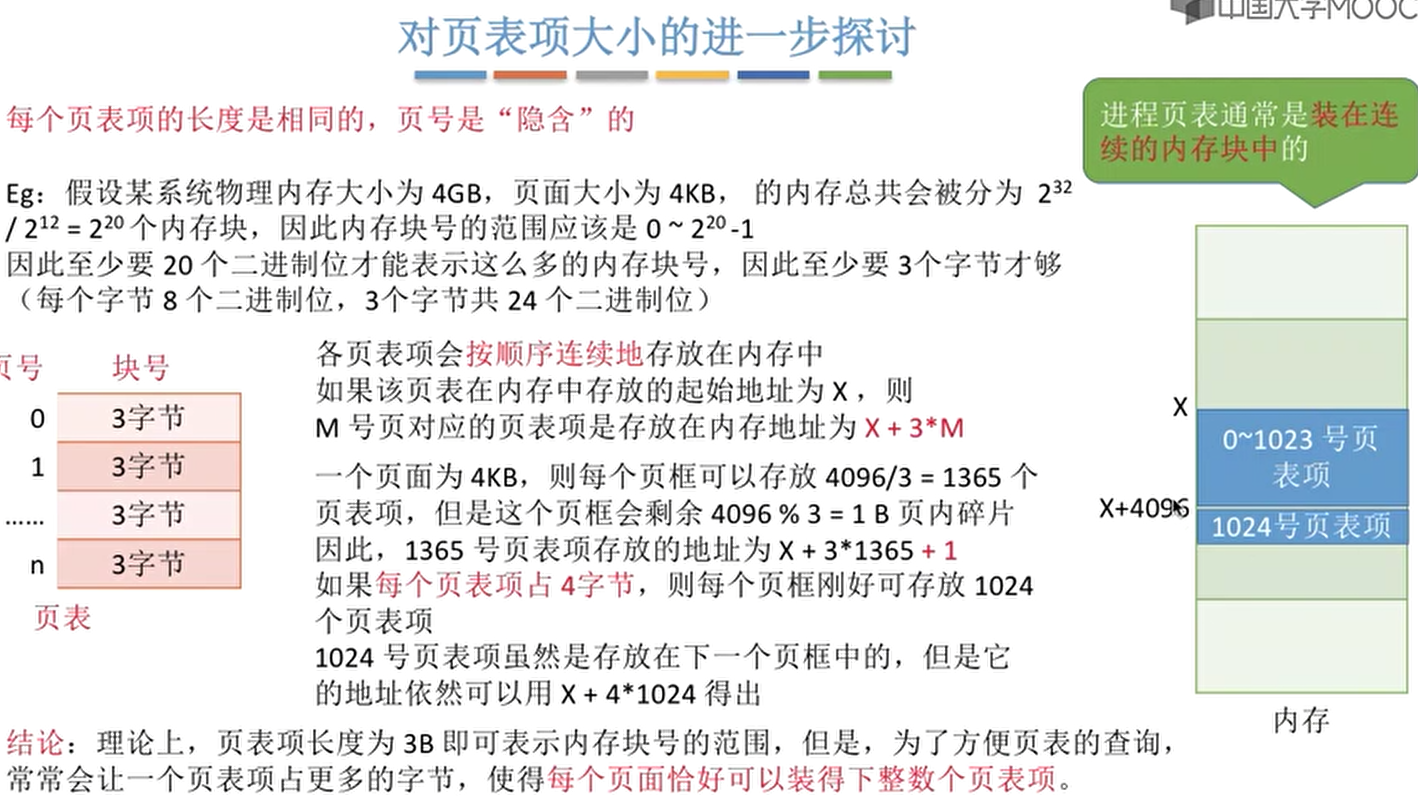 中国大学MOOC
对页表项大小的进一步探讨
每个页表项的长度是相同的，页号是“隐含”的
进程页表通常是装在连
续的内存块中的
Eg：假设某系统物理内存大小为 4GB，页面大小为 4KB， 的内存总共会被分为 2³²
/ 2¹² = 2²⁰ 个内存块，因此内存块号的范围应该是 0 ~ 2²⁰ -1
因此至少要 20 个二进制位才能表示这么多的内存块号，因此至少要 3个字节才够
（每个字节 8 个二进制位，3个字节共 24 个二进制位）
页号 块号
0 3字节
1 3字节
…… 3字节
n 3字节
页表
各页表项会按顺序连续地存放在内存中
如果该页表在内存中存放的起始地址为 X ，则
M 号页对应的页表项是存放在内存地址为 X + 3*M
一个页面为 4KB，则每个页框可以存放 4096/3 = 1365 个
页表项，但是这个页框会剩余 4096 % 3 = 1 B 页内碎片
因此，1365 号页表项存放的地址为 X + 3*1365 + 1
如果每个页表项占 4字节，则每个页框刚好可存放 1024
个页表项
1024 号页表项虽然是存放在下一个页框中的，但是它
的地址依然可以用 X + 4*1024 得出
X
0~1023 号页
表项
X+4096
1024号页表项
内存
结论：理论上，页表项长度为 3B 即可表示内存块号的范围，但是，为了方便页表的查询，
常常会让一个页表项占更多的字节，使得每个页面恰好可以装得下整数个页表项。